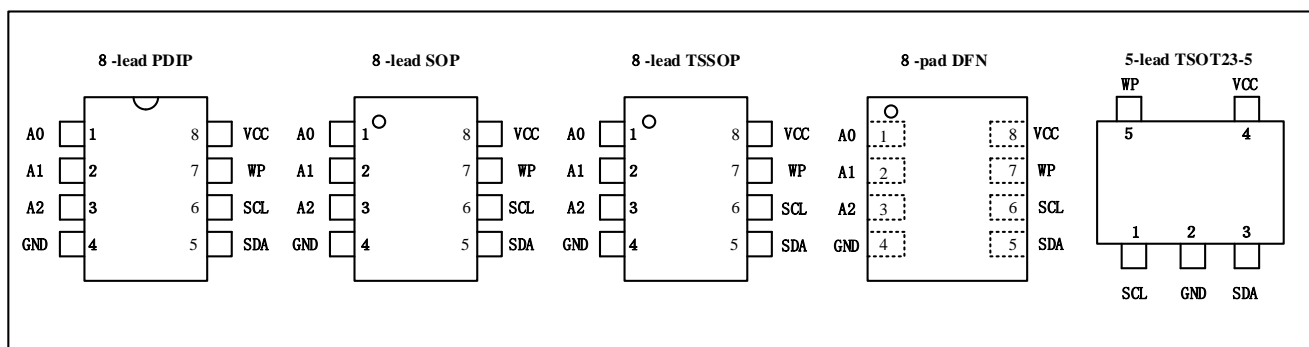 8 -lead PDIP
A0 1 8 VCC
A1 2 7 WP
A2 3 6 SCL
GND 4 5 SDA
8 -lead SOP
A0 1 8 VCC
A1 2 7 WP
A2 3 6 SCL
GND 4 5 SDA
8 -lead TSSOP
A0 1 8 VCC
A1 2 7 WP
A2 3 6 SCL
GND 4 5 SDA
8 -pad DFN
A0 1 8 VCC
A1 2 7 WP
A2 3 6 SCL
GND 4 5 SDA
5-lead TSOT23-5
WP VCC
5 4
1 2 3
SCL GND SDA